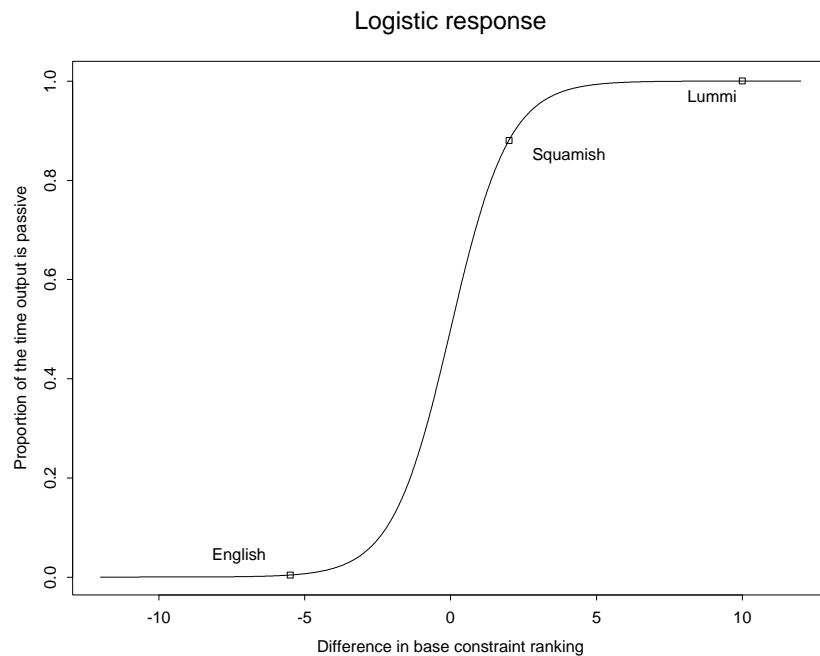 Logistic response
Proportion of the time output is passive
1.0
0.8
0.6
0.4
0.2
0.0
Lummi
Squamish
English
-10
-5
0
5
10
Difference in base constraint ranking